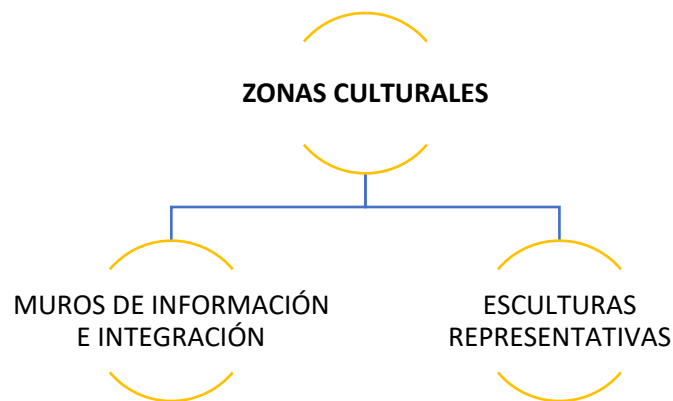 ZONAS CULTURALES
MUROS DE INFORMACIÓN
E INTEGRACIÓN
ESCULTURAS
REPRESENTATIVAS